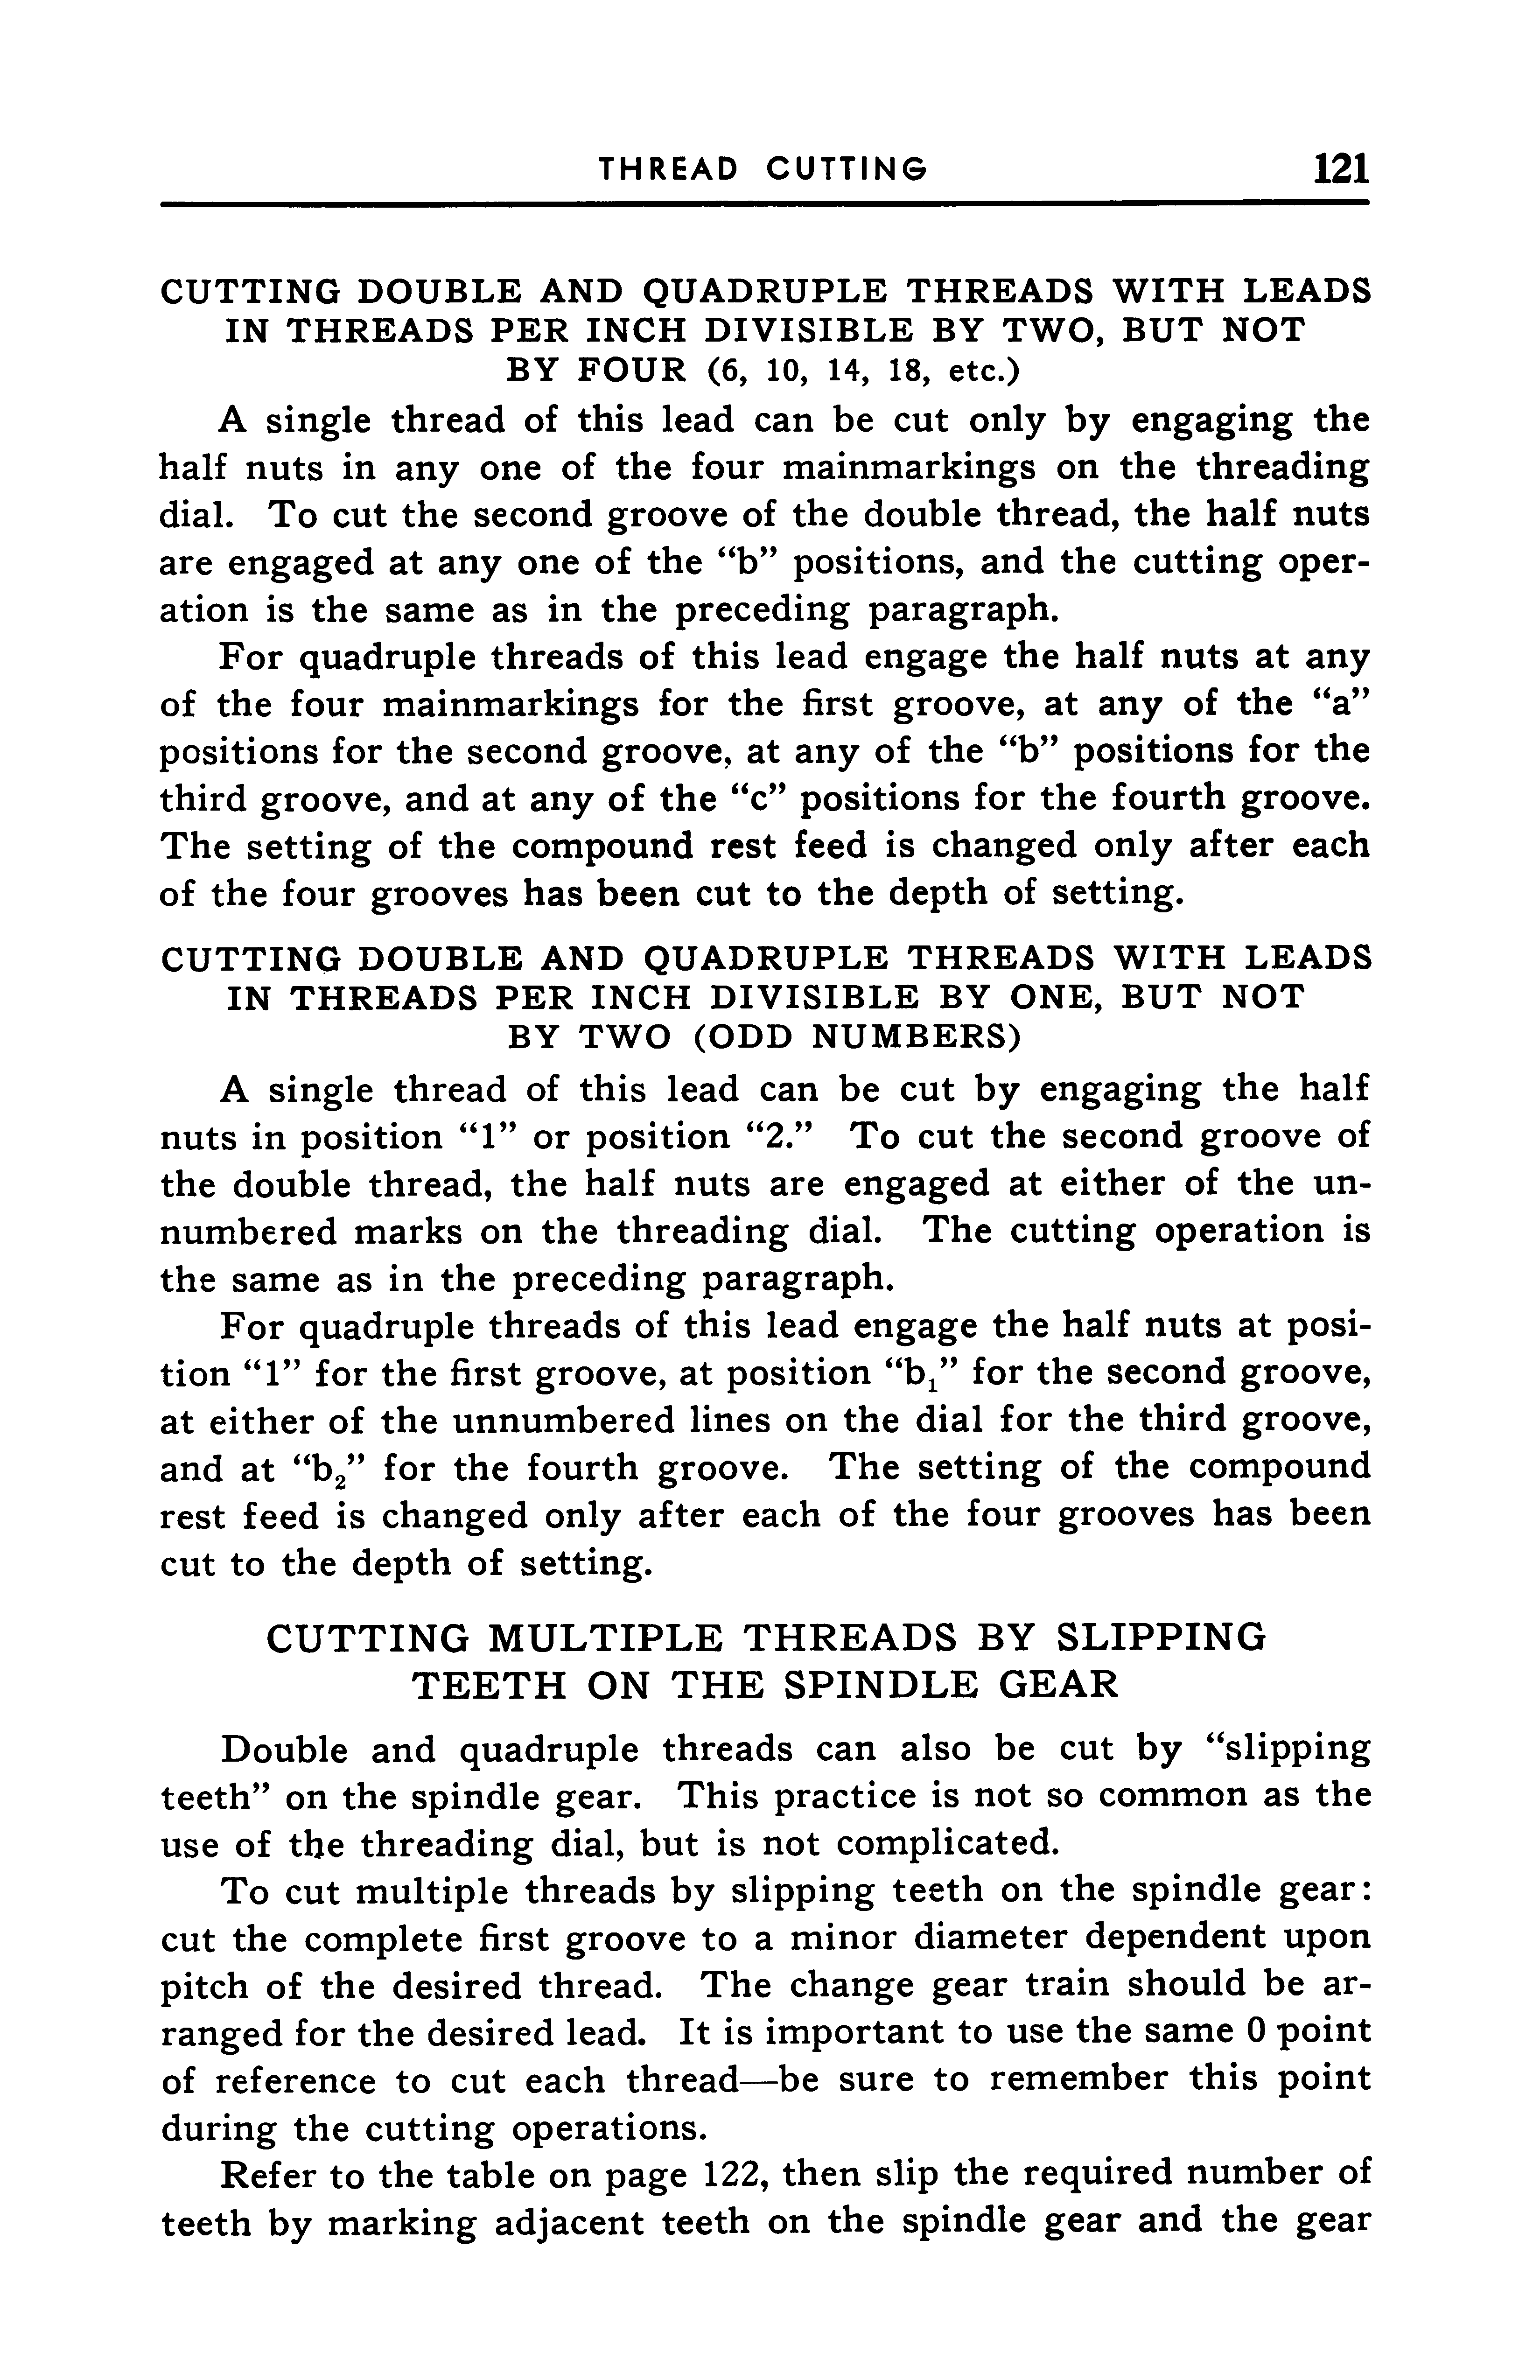 THREAD CUTTING 121
CUTTING DOUBLE AND QUADRUPLE THREADS WITH LEADS
IN THREADS PER INCH DIVISIBLE BY TWO, BUT NOT
BY FOUR (6, 10, 14, 18, etc.)
A single thread of this lead can be cut only by engaging the
half nuts in any one of the four mainmarkings on the threading
dial. To cut the second groove of the double thread, the half nuts
are engaged at any one of the “b” positions, and the cutting oper-
ation is the same as in the preceding paragraph.
For quadruple threads of this lead engage the half nuts at any
of the four mainmarkings for the first groove, at any of the “a”
positions for the second groove, at any of the “b” positions for the
third groove, and at any of the “c” positions for the fourth groove.
The setting of the compound rest feed is changed only after each
of the four grooves has been cut to the depth of setting.
CUTTING DOUBLE AND QUADRUPLE THREADS WITH LEADS
IN THREADS PER INCH DIVISIBLE BY ONE, BUT NOT
BY TWO (ODD NUMBERS)
A single thread of this lead can be cut by engaging the half
nuts in position “1” or position “2.” To cut the second groove of
the double thread, the half nuts are engaged at either of the un-
numbered marks on the threading dial. The cutting operation is
the same as in the preceding paragraph.
For quadruple threads of this lead engage the half nuts at posi-
tion “1” for the first groove, at position “b₁” for the second groove,
at either of the unnumbered lines on the dial for the third groove,
and at “b₂” for the fourth groove. The setting of the compound
rest feed is changed only after each of the four grooves has been
cut to the depth of setting.
CUTTING MULTIPLE THREADS BY SLIPPING
TEETH ON THE SPINDLE GEAR
Double and quadruple threads can also be cut by “slipping
teeth” on the spindle gear. This practice is not so common as the
use of the threading dial, but is not complicated.
To cut multiple threads by slipping teeth on the spindle gear:
cut the complete first groove to a minor diameter dependent upon
pitch of the desired thread. The change gear train should be ar-
ranged for the desired lead. It is important to use the same 0 point
of reference to cut each thread—be sure to remember this point
during the cutting operations.
Refer to the table on page 122, then slip the required number of
teeth by marking adjacent teeth on the spindle gear and the gear